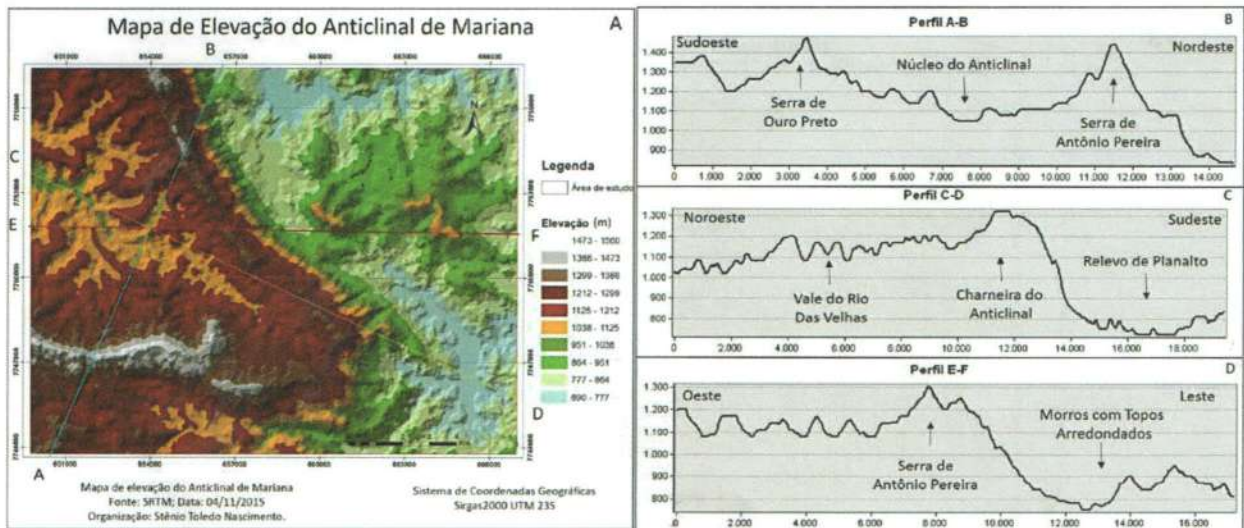 Mapa de Elevação do Anticlinal de Mariana
A
B
C
E
F
D
A
N
Legenda
Área de estudo
Elevação (m)
1473 - 1560
1386 - 1473
1299 - 1386
1212 - 1299
1125 - 1212
1038 - 1125
951 - 1038
864 - 951
777 - 864
690 - 777
Mapa de elevação do Anticlinal de Mariana
Fonte: SRTM; Data: 04/11/2015
Organização: Stênio Toledo Nascimento.
Sistema de Coordenadas Geográficas
Sirgas2000 UTM 23S
Perfil A-B
B
Sudoeste
Nordeste
Núcleo do Anticlinal
Serra de
Ouro Preto
Serra de
Antônio Pereira
1.400
1.300
1.200
1.100
1.000
900
.0 1.000 2.000 3.000 4.000 5.000 6.000 7.000 8.000 9.000 10.000 11.000 12.000 13.000 14.000
Perfil C-D
C
Noroeste
Sudeste
Relevo de Planalto
Vale do Rio
Das Velhas
Charneira do
Anticlinal
1.300
1.200
1.100
1.000
900
800
.0 2.000 4.000 6.000 8.000 10.000 12.000 14.000 16.000 18.000
Perfil E-F
D
Oeste
Leste
Morros com Topos
Arredondados
Serra de
Antônio Pereira
1.300
1.200
1.100
1.000
900
800
.0 2.000 4.000 6.000 8.000 10.000 12.000 14.000 16.000